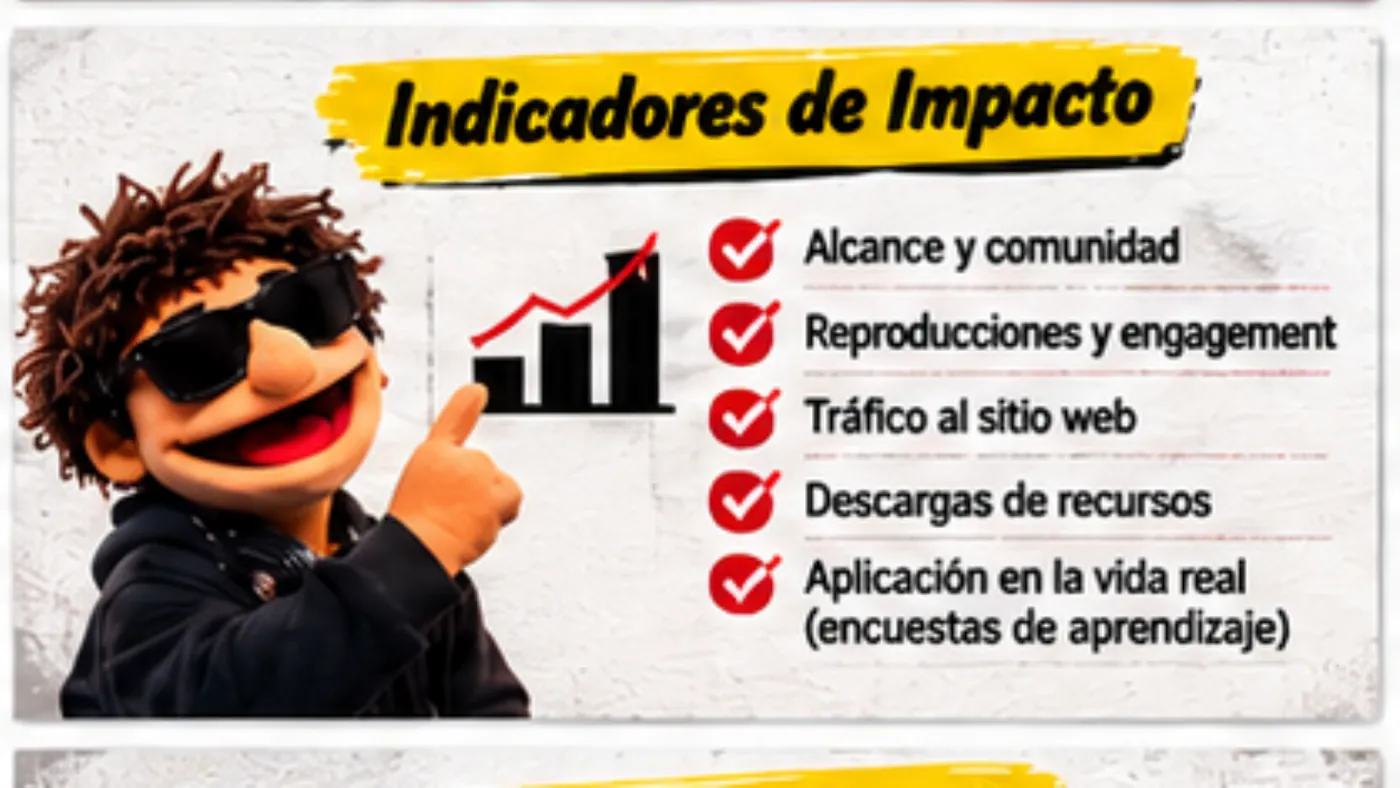 Indicadores de Impacto
Alcance y comunidad
Reproducciones y engagement
Tráfico al sitio web
Descargas de recursos
Aplicación en la vida real
(encuestas de aprendizaje)